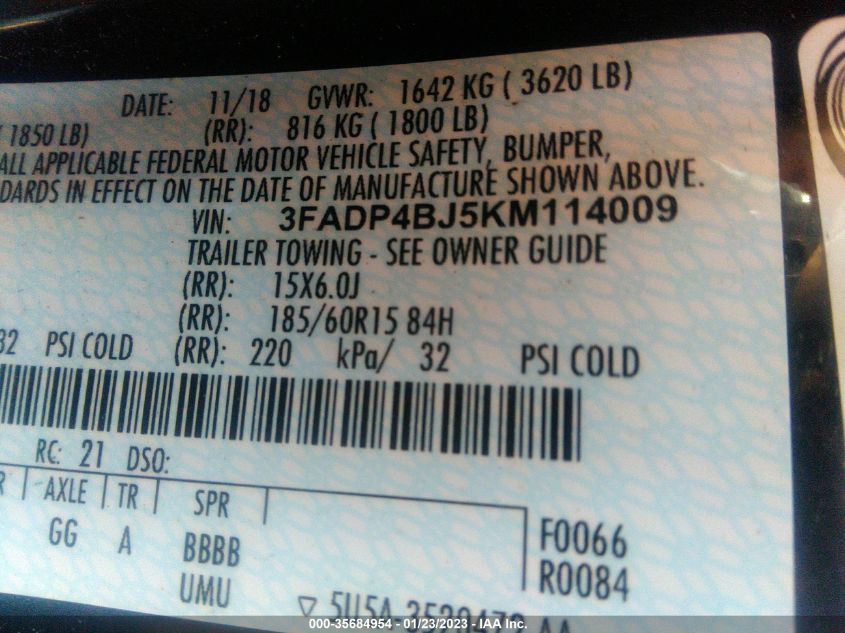 DATE: 11/18 GVWR: 1642 KG ( 3620 LB)
( 1850 LB) (RR): 816 KG ( 1800 LB)
ALL APPLICABLE FEDERAL MOTOR VEHICLE SAFETY, BUMPER,
DARDS IN EFFECT ON THE DATE OF MANUFACTURE SHOWN ABOVE.
VIN: 3FADP4BJ5KM114009
TRAILER TOWING - SEE OWNER GUIDE
(RR): 15X6.0J
(RR): 185/60R15 84H
32 PSI COLD (RR): 220 kPa/ 32 PSI COLD
RC: 21 DSO:
R AXLE TR SPR
GG A BBBB F0066
UMU R0084
▽ 5U5A
000-35684954 / 01/23/2023 - IAA Inc.